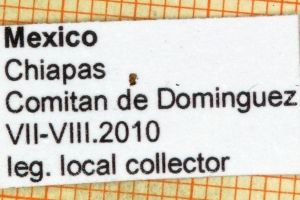 Mexico
Chiapas
Comitan de Dominguez
VII-VIII.2010
leg. local collector